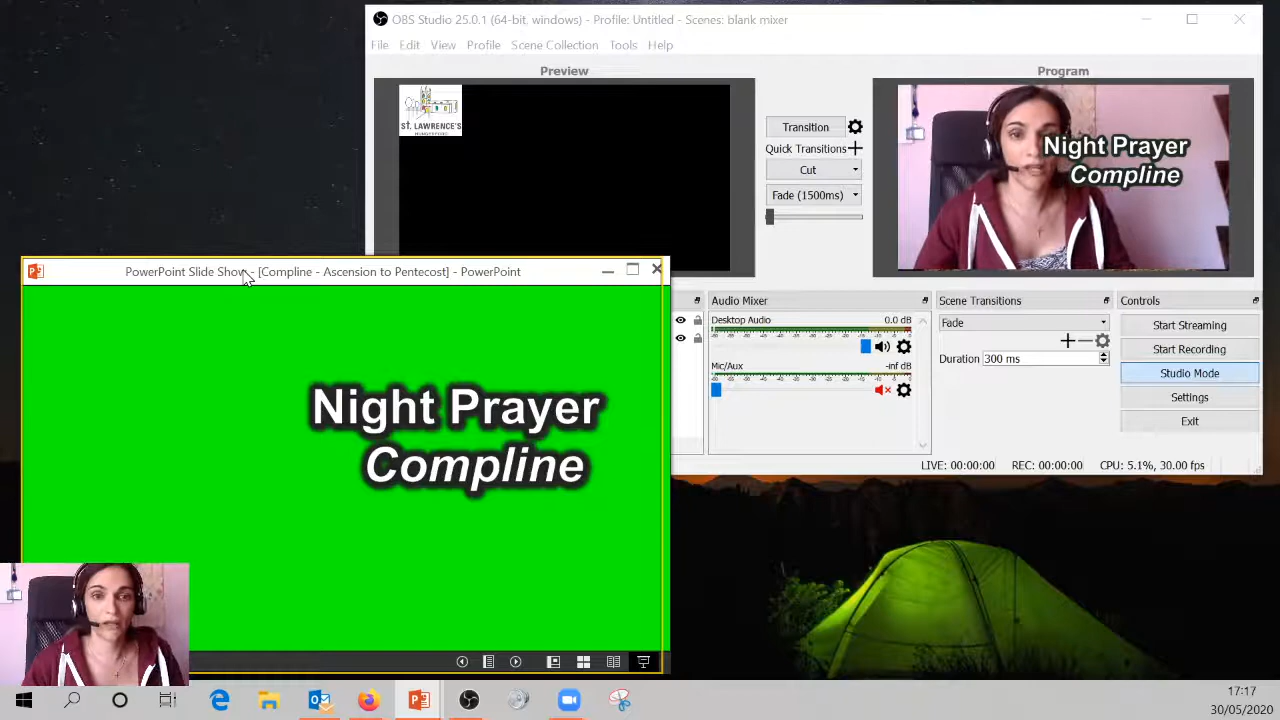 OBS Studio 25.0.1 (64-bit, windows) - Profile: Untitled - Scenes: blank mixer
File Edit View Profile Scene Collection Tools Help
Preview
Program
ST. LAWRENCE'S
Transition
Quick Transitions
Cut
Fade (1500ms)
Night Prayer
Compline
PowerPoint Slide Show - [Compline - Ascension to Pentecost] - PowerPoint
Night Prayer
Compline
Audio Mixer
Desktop Audio 0.0 dB
Mic/Aux -inf dB
Scene Transitions
Fade
Duration 300 ms
Controls
Start Streaming
Start Recording
Studio Mode
Settings
Exit
LIVE: 00:00:00 REC: 00:00:00 CPU: 5.1%, 30.00 fps
17:17
30/05/2020